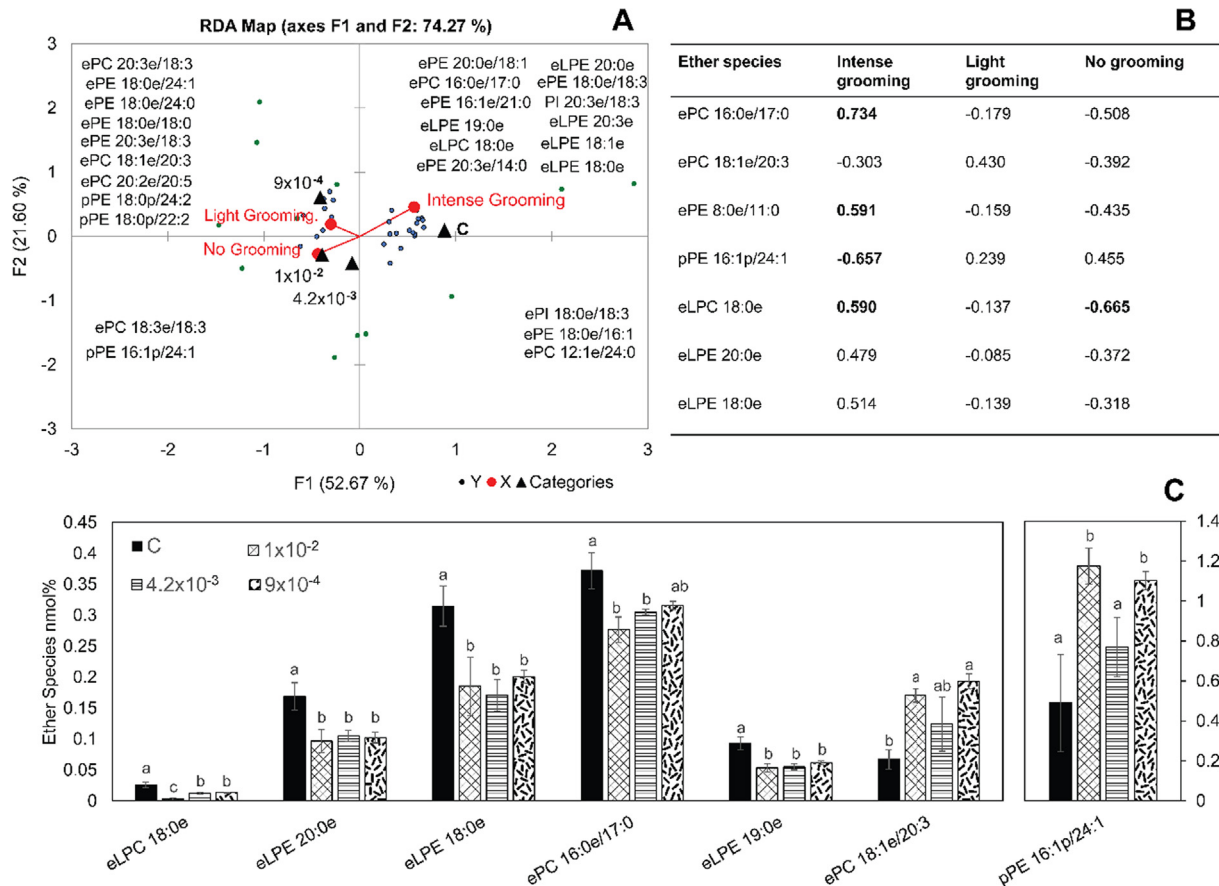 A
RDA Map (axes F1 and F2: 74.27 %)
3
2
1
0
-1
-2
-3
F2 (21.60 %)
ePC 20:3e/18:3
ePE 18:0e/24:1
ePE 18:0e/24:0
ePE 18:0e/18:0
ePE 20:3e/18:3
ePC 18:1e/20:3
ePC 20:2e/20:5
pPE 18:0p/24:2
pPE 18:0p/22:2
ePE 20:0e/18:1
ePC 16:0e/17:0
ePE 16:1e/21:0
eLPE 19:0e
eLPC 18:0e
ePE 20:3e/14:0
eLPE 20:0e
ePE 18:0e/18:3
PI 20:3e/18:3
eLPE 20:3e
eLPE 18:1e
eLPE 18:0e
9x10⁻⁴
Light Grooming.
Intense Grooming
C
No Grooming
1x10⁻²
4.2x10⁻³
ePC 18:3e/18:3
pPE 16:1p/24:1
ePI 18:0e/18:3
ePE 18:0e/16:1
ePC 12:1e/24:0
-3 -2 -1 0 1 2 3
F1 (52.67 %)
Y X Categories
B
Ether species Intense grooming Light grooming No grooming
ePC 16:0e/17:0 0.734 -0.179 -0.508
ePC 18:1e/20:3 -0.303 0.430 -0.392
ePE 8:0e/11:0 0.591 -0.159 -0.435
pPE 16:1p/24:1 -0.657 0.239 0.455
eLPC 18:0e 0.590 -0.137 -0.665
eLPE 20:0e 0.479 -0.085 -0.372
eLPE 18:0e 0.514 -0.139 -0.318
C
Ether Species nmol%
0.45
0.4
0.35
0.3
0.25
0.2
0.15
0.1
0.05
0
C 1x10⁻²
4.2x10⁻³ 9x10⁻⁴
a c b b
a b b b
a b b b
a b b ab
a b b b
b a ab a
a b a b
1.4
1.2
1
0.8
0.6
0.4
0.2
0
eLPC 18:0e
eLPE 20:0e
eLPE 18:0e
ePC 16:0e/17:0
eLPE 19:0e
ePC 18:1e/20:3
pPE 16:1p/24:1